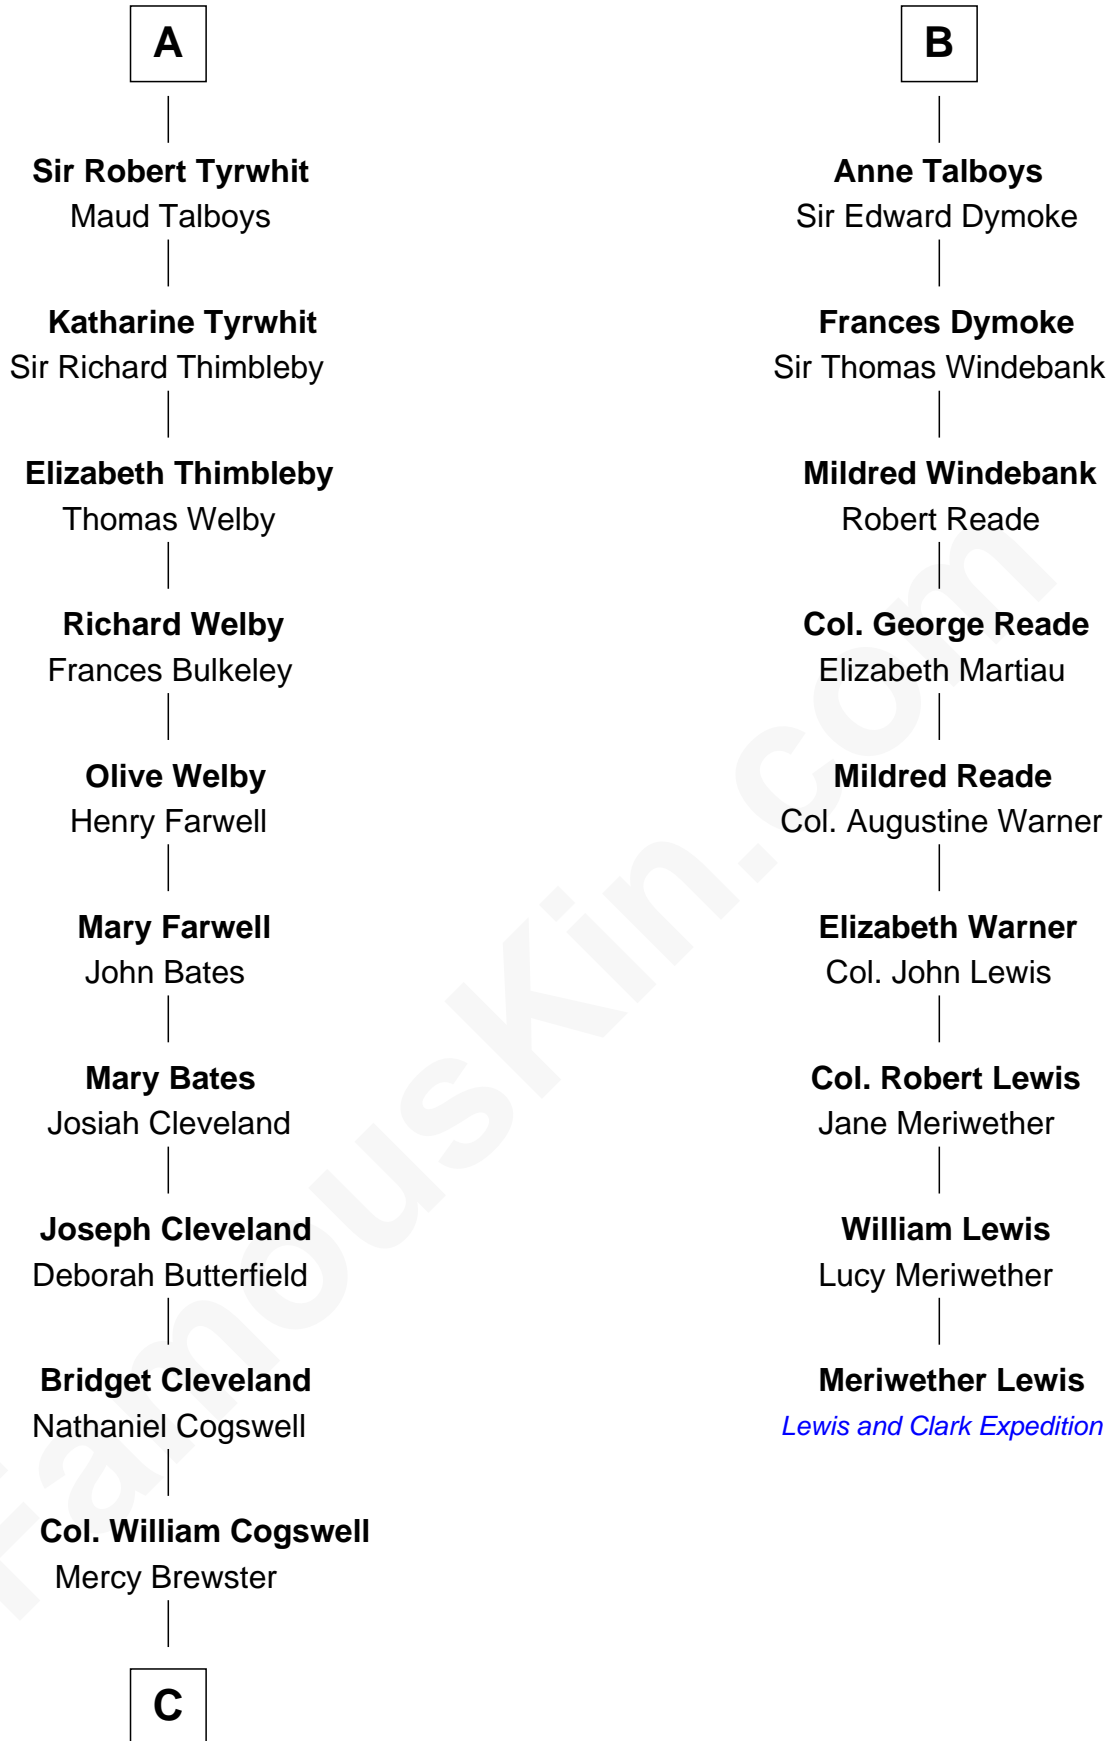 A
Sir Robert Tyrwhit
Maud Talboys
Katharine Tyrwhit
Sir Richard Thimbleby
Elizabeth Thimbleby
Thomas Welby
Richard Welby
Frances Bulkeley
Olive Welby
Henry Farwell
Mary Farwell
John Bates
Mary Bates
Josiah Cleveland
Joseph Cleveland
Deborah Butterfield
Bridget Cleveland
Nathaniel Cogswell
Col. William Cogswell
Mercy Brewster
C
B
Anne Talboys
Sir Edward Dymoke
Frances Dymoke
Sir Thomas Windebank
Mildred Windebank
Robert Reade
Col. George Reade
Elizabeth Martiau
Mildred Reade
Col. Augustine Warner
Elizabeth Warner
Col. John Lewis
Col. Robert Lewis
Jane Meriwether
William Lewis
Lucy Meriwether
Meriwether Lewis
Lewis and Clark Expedition
FamousKin.com